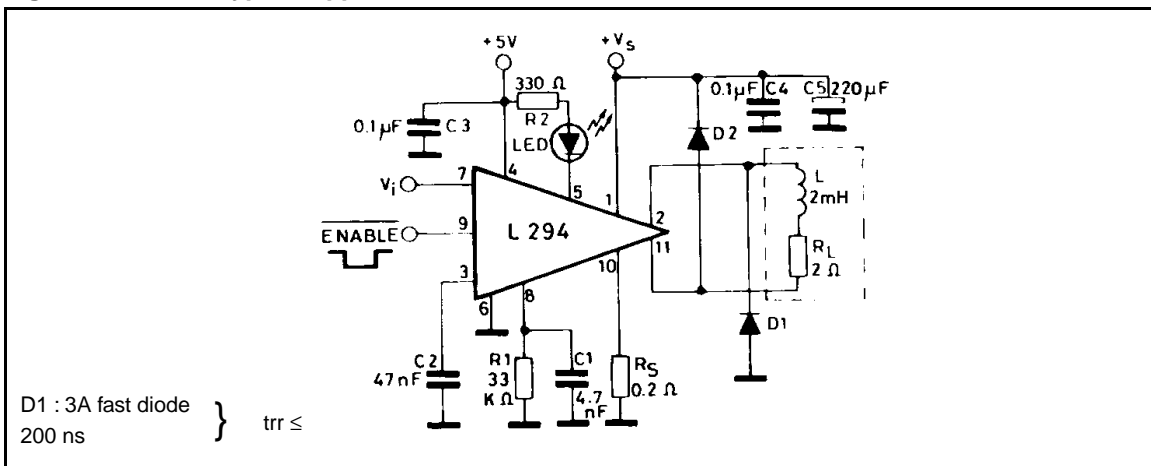 +5V
+Vs
330 Ω
R2
0.1µF C3
LED
0.1µF C4
C5 220µF
D2
4
5
1
Vi
7
ENABLE
9
3
L 294
2
11
10
6
8
L
2mH
RL
2 Ω
D1
C2
47nF
R1
33
KΩ
C1
4.7
nF
RS
0.2 Ω
D1 : 3A fast diode
200 ns
} trr ≤